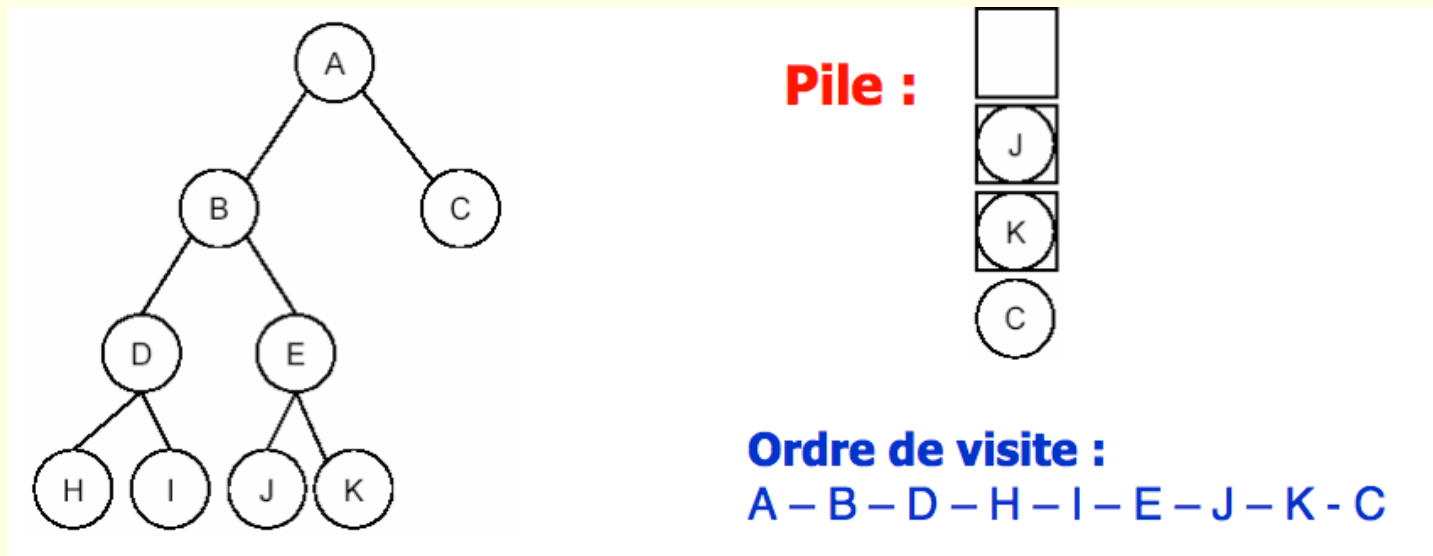 A
B
C
D
E
H
I
J
K
Pile :
J
K
C
Ordre de visite :
A – B – D – H – I – E – J – K - C